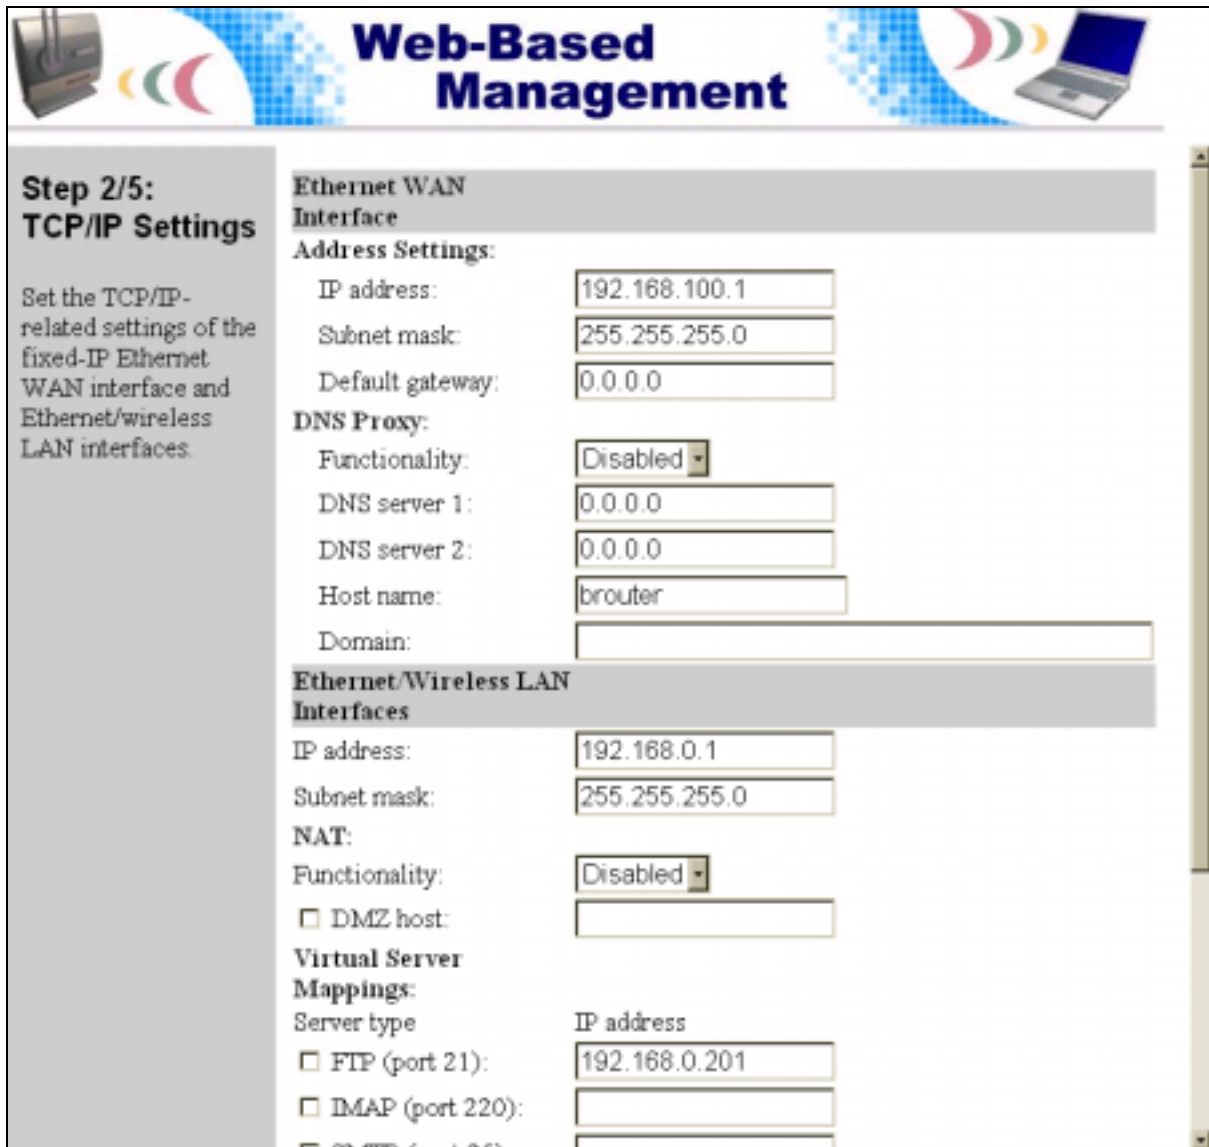 Web-Based
Management
Step 2/5:
TCP/IP Settings
Set the TCP/IP-
related settings of the
fixed-IP Ethernet
WAN interface and
Ethernet/wireless
LAN interfaces.
Ethernet WAN
Interface
Address Settings:
IP address: 192.168.100.1
Subnet mask: 255.255.255.0
Default gateway: 0.0.0.0
DNS Proxy:
Functionality: Disabled
DNS server 1: 0.0.0.0
DNS server 2: 0.0.0.0
Host name: brouter
Domain:
Ethernet/Wireless LAN
Interfaces
IP address: 192.168.0.1
Subnet mask: 255.255.255.0
NAT:
Functionality: Disabled
DMZ host:
Virtual Server
Mappings:
Server type IP address
FTP (port 21): 192.168.0.201
IMAP (port 220):